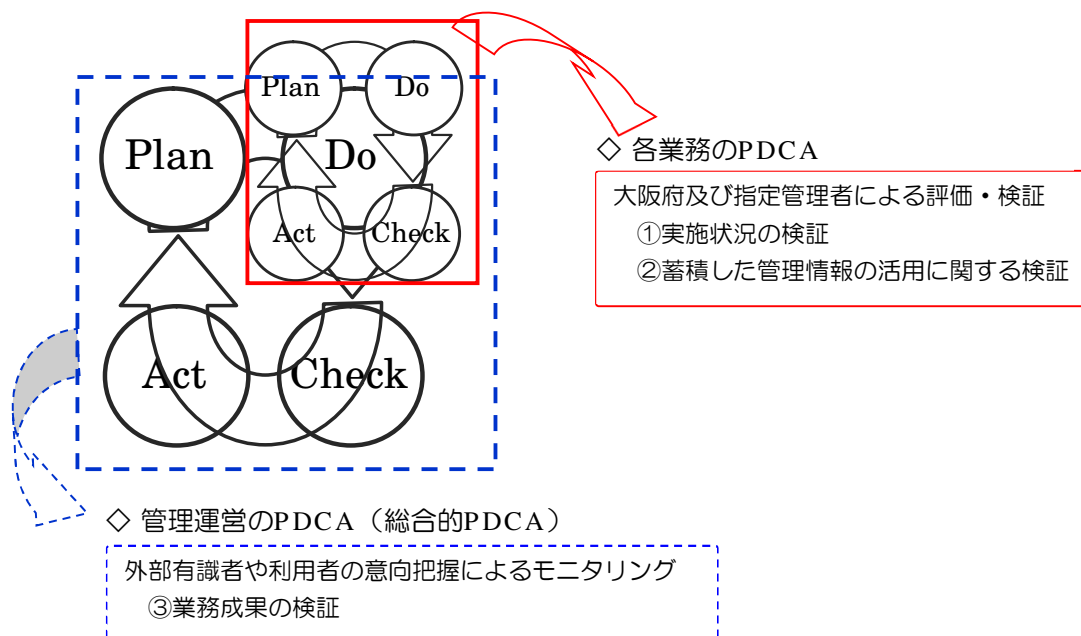 Plan Do
Plan Do
Act Check
Act Check
◇ 各業務のPDCA
大阪府及び指定管理者による評価・検証
①実施状況の検証
②蓄積した管理情報の活用に関する検証
◇ 管理運営のPDCA（総合的PDCA）
外部有識者や利用者の意向把握によるモニタリング
③業務成果の検証